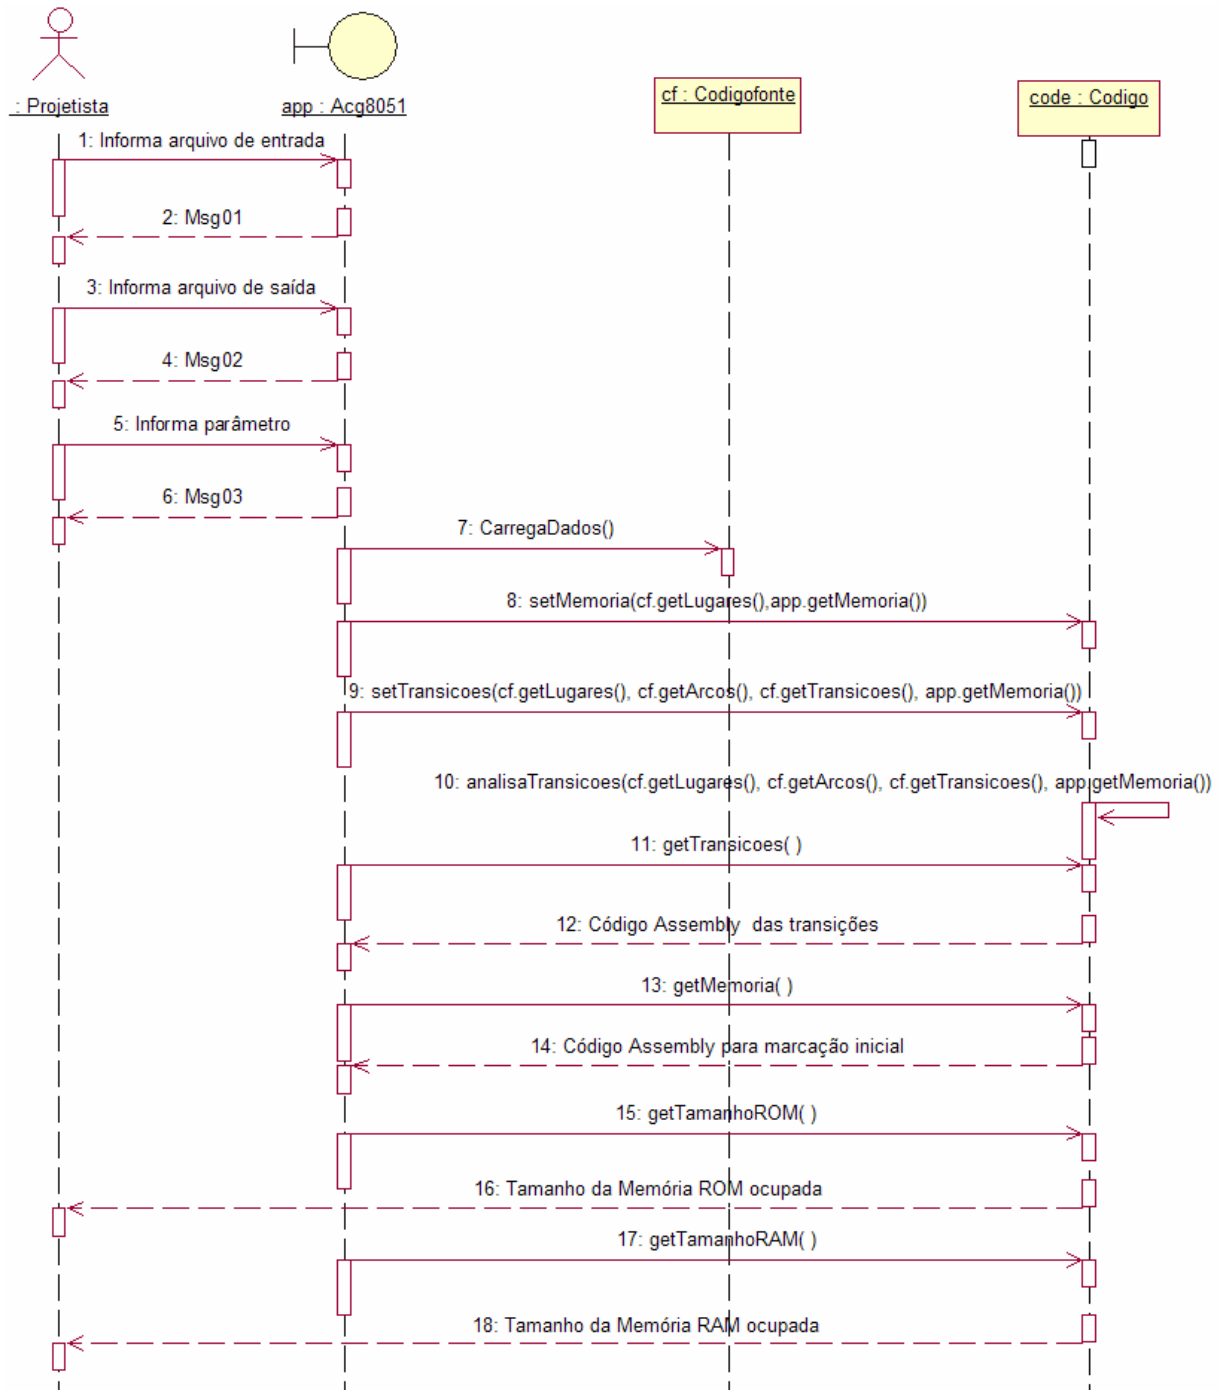 _: Projetista
app : Acg8051
cf : Codigofonte
code : Codigo
1: Informa arquivo de entrada
2: Msg01
3: Informa arquivo de saída
4: Msg02
5: Informa parâmetro
6: Msg03
7: CarregaDados()
8: setMemoria(cf.getLugares(),app.getMemoria())
9: setTransicoes(cf.getLugares(), cf.getArcos(), cf.getTransicoes(), app.getMemoria())
10: analisaTransicoes(cf.getLugares(), cf.getArcos(), cf.getTransicoes(), app.getMemoria())
11: getTransicoes( )
12: Código Assembly das transições
13: getMemoria( )
14: Código Assembly para marcação inicial
15: getTamanhoROM( )
16: Tamanho da Memória ROM ocupada
17: getTamanhoRAM( )
18: Tamanho da Memória RAM ocupada